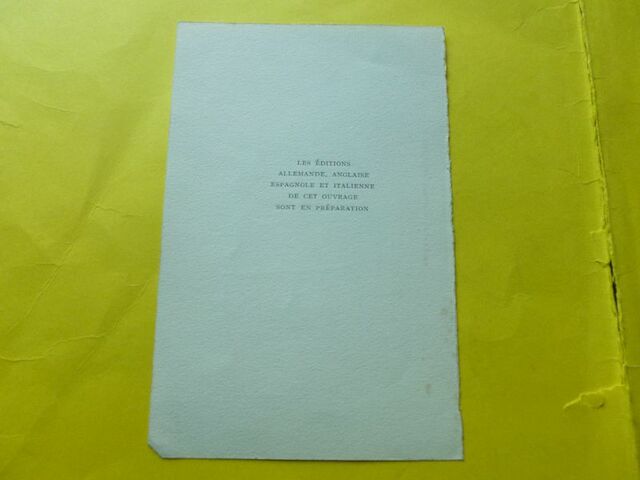 LES ÉDITIONS
ALLEMANDE, ANGLAISE
ESPAGNOLE ET ITALIENNE
DE CET OUVRAGE
SONT EN PRÉPARATION